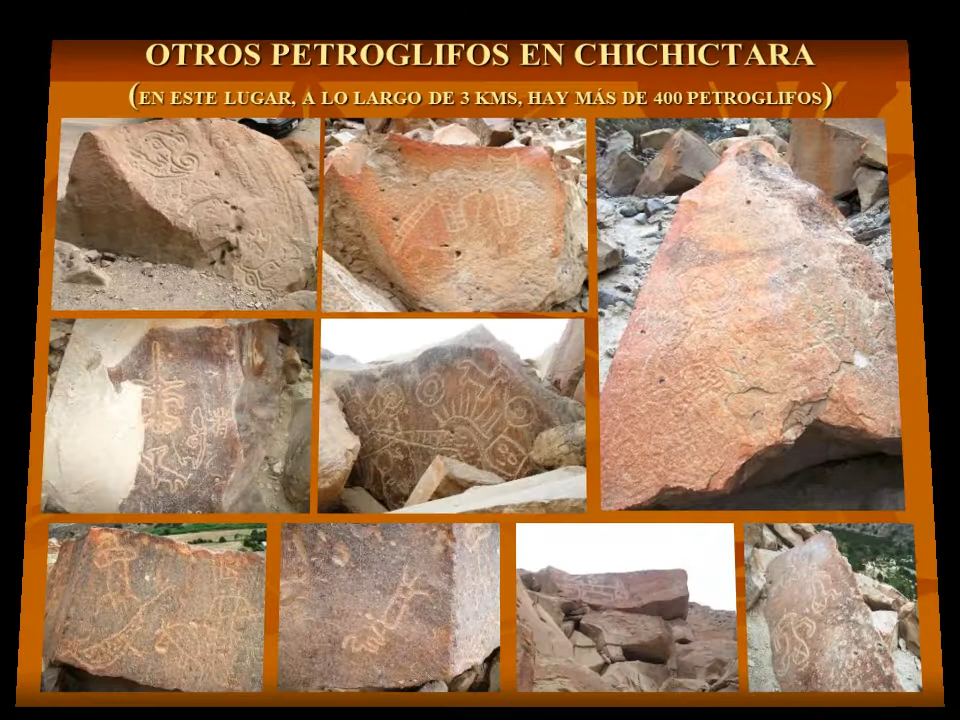 OTROS PETROGLIFOS EN CHICHICTARA
(EN ESTE LUGAR, A LO LARGO DE 3 KMS, HAY MÁS DE 400 PETROGLIFOS)